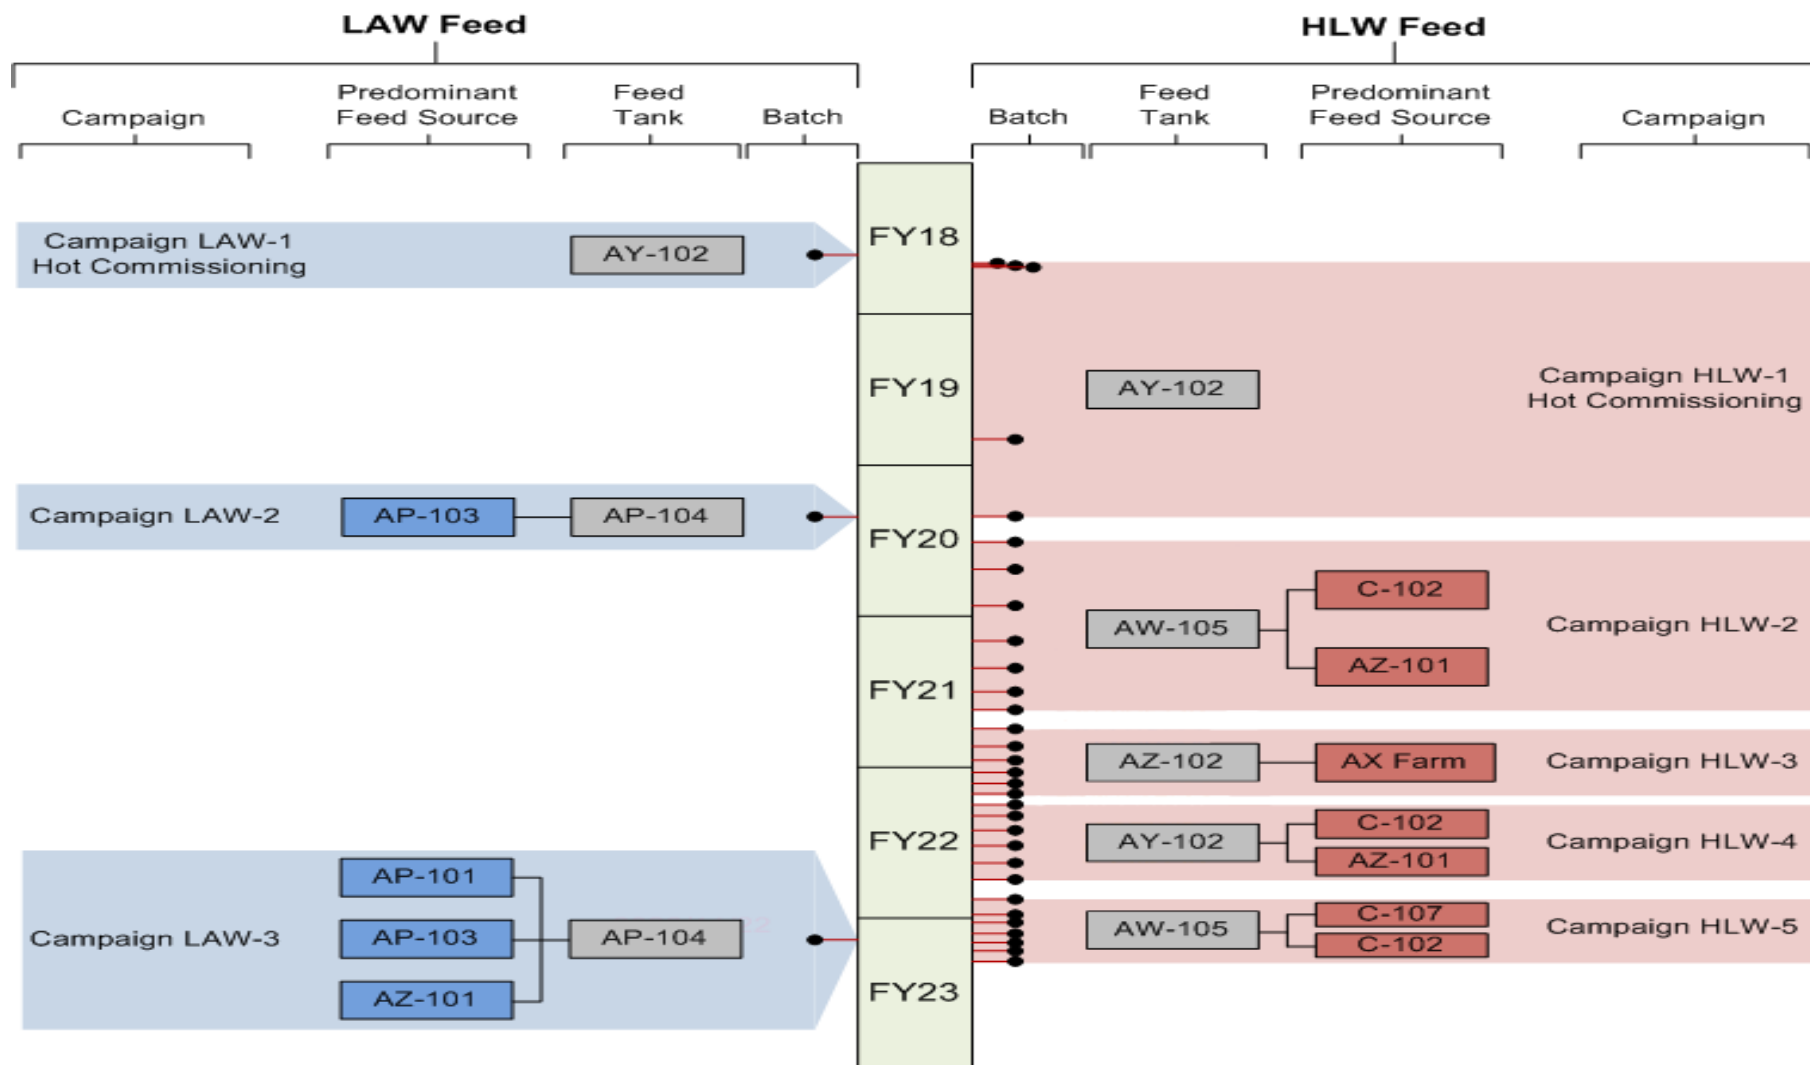 LAW Feed
HLW Feed
Campaign
Predominant
Feed Source
Feed
Tank
Batch
Batch
Feed
Tank
Predominant
Feed Source
Campaign
Campaign LAW-1
Hot Commissioning
AY-102
FY18
FY19
AY-102
Campaign HLW-1
Hot Commissioning
Campaign LAW-2
AP-103
AP-104
FY20
C-102
AW-105
Campaign HLW-2
AZ-101
FY21
AZ-102
AX Farm
Campaign HLW-3
FY22
C-102
AY-102
Campaign HLW-4
AZ-101
AP-101
Campaign LAW-3
AP-103
AP-104
AZ-101
C-107
AW-105
Campaign HLW-5
C-102
FY23